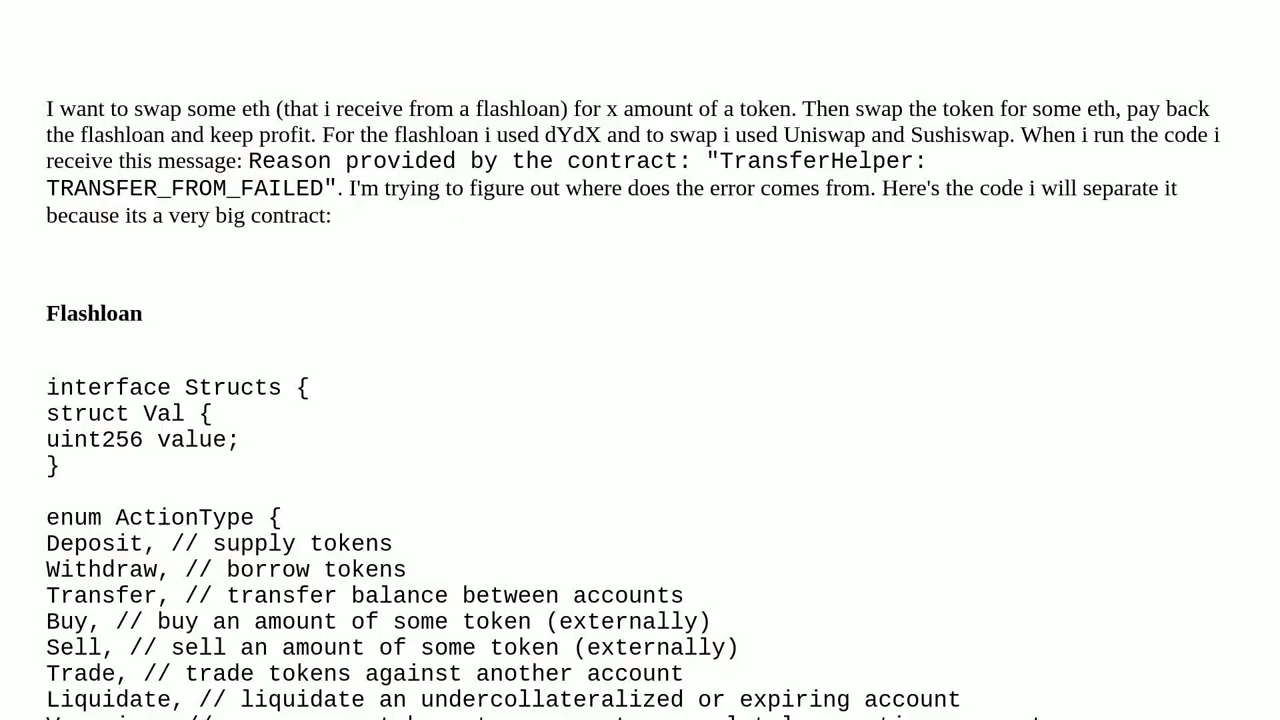 I want to swap some eth (that i receive from a flashloan) for x amount of a token. Then swap the token for some eth, pay back
the flashloan and keep profit. For the flashloan i used dYdX and to swap i used Uniswap and Sushiswap. When i run the code i
receive this message: Reason provided by the contract: "TransferHelper:
TRANSFER_FROM_FAILED". I'm trying to figure out where does the error comes from. Here's the code i will separate it
because its a very big contract:
Flashloan
interface Structs {
struct Val {
uint256 value;
}
enum ActionType {
Deposit, // supply tokens
Withdraw, // borrow tokens
Transfer, // transfer balance between accounts
Buy, // buy an amount of some token (externally)
Sell, // sell an amount of some token (externally)
Trade, // trade tokens against another account
Liquidate, // liquidate an undercollateralized or expiring account